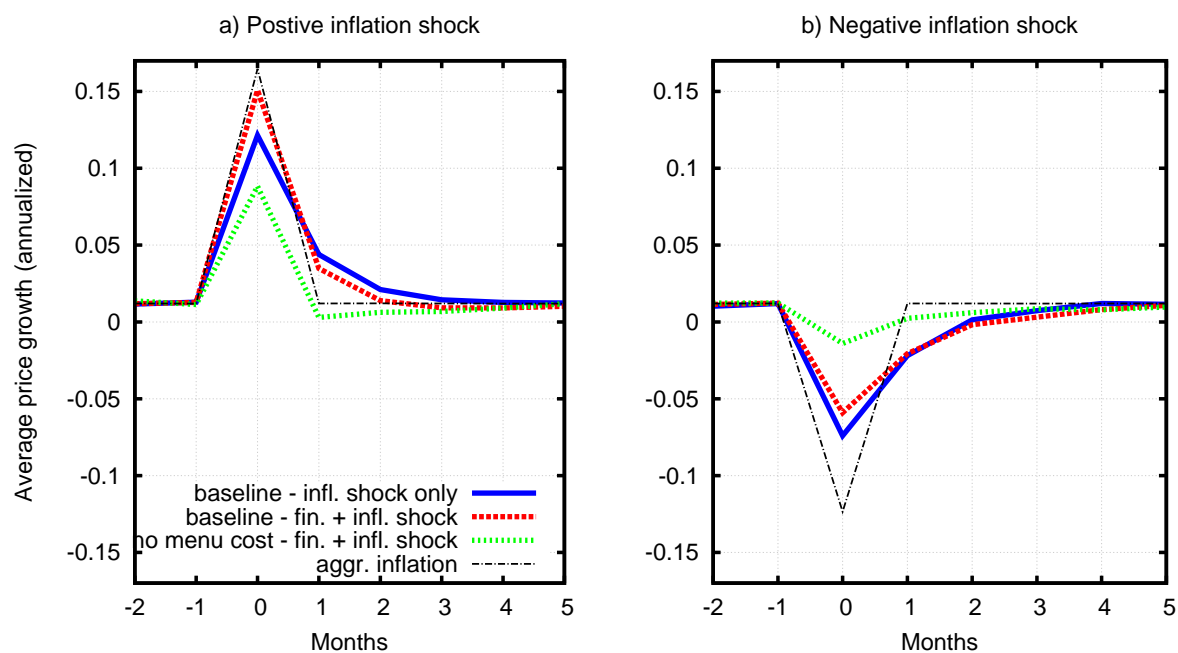 a) Postive inflation shock
b) Negative inflation shock
Average price growth (annualized)
0.15
0.1
0.05
0
-0.05
-0.1
-0.15
-2 -1 0 1 2 3 4 5
Months
baseline - infl. shock only
baseline - fin. + infl. shock
no menu cost - fin. + infl. shock
aggr. inflation
0.15
0.1
0.05
0
-0.05
-0.1
-0.15
-2 -1 0 1 2 3 4 5
Months